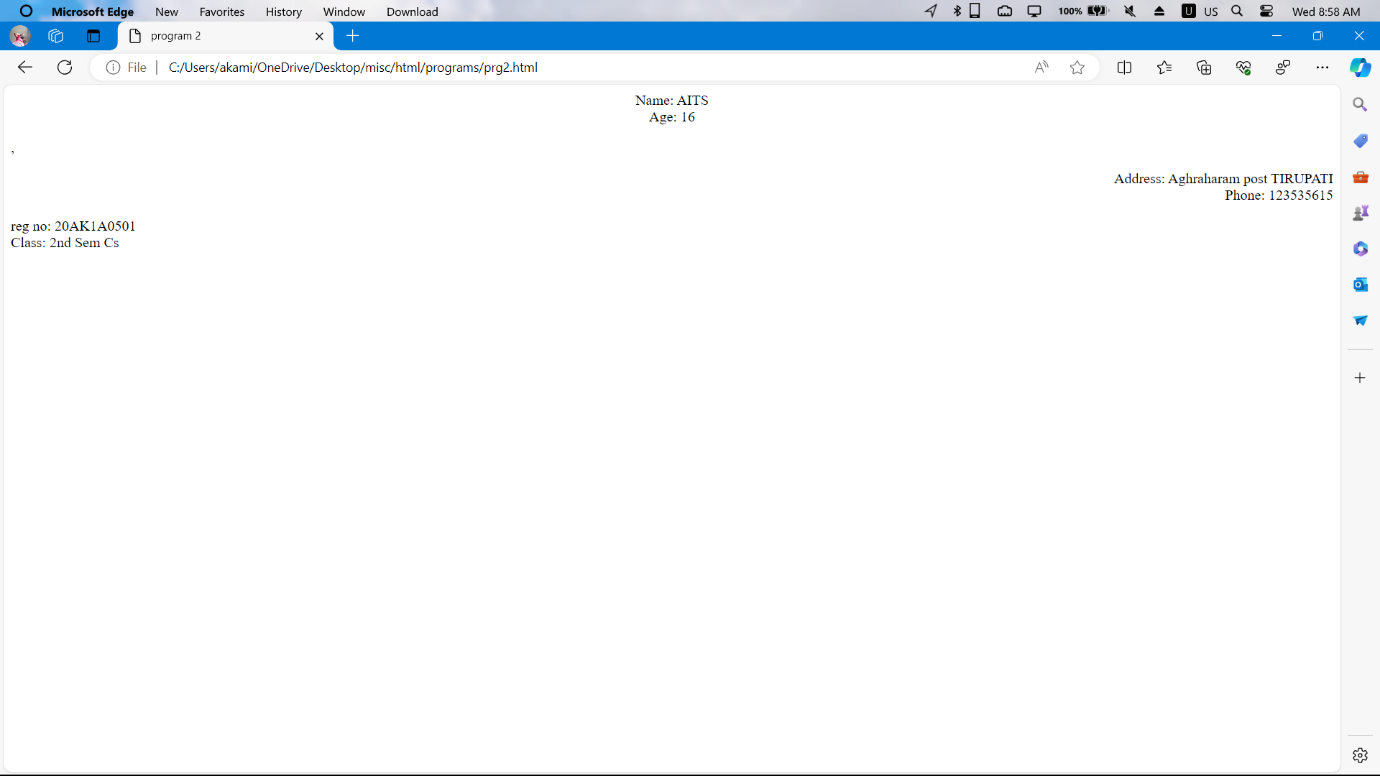 Microsoft Edge New Favorites History Window Download 100% U US Wed 8:58 AM
program 2
File | C:/Users/akami/OneDrive/Desktop/misc/html/programs/prg2.html
Name: AITS
Age: 16
,
Address: Aghraharam post TIRUPATI
Phone: 123535615
reg no: 20AK1A0501
Class: 2nd Sem Cs